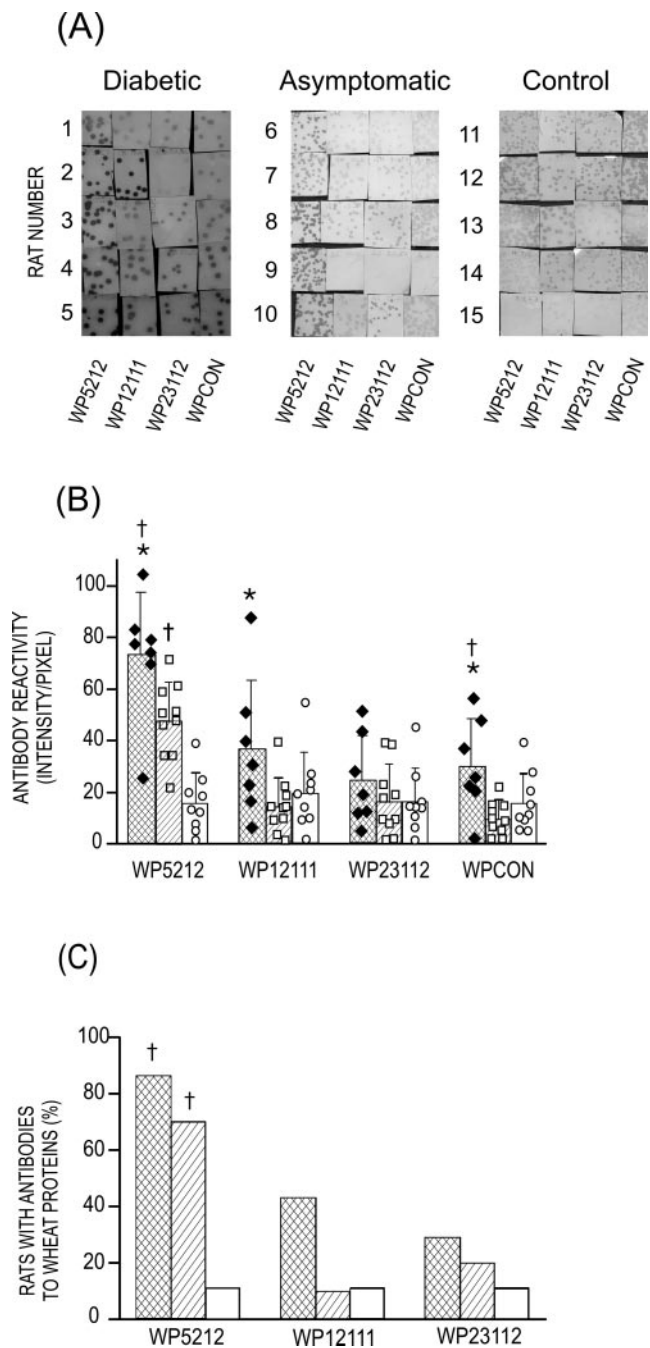 (A)
Diabetic Asymptomatic Control
RAT NUMBER
1 6 11
2 7 12
3 8 13
4 9 14
5 10 15
WP5212 WP12111 WP23112 WPCON WP5212 WP12111 WP23112 WPCON WP5212 WP12111 WP23112 WPCON
(B)
ANTIBODY REACTIVITY
(INTENSITY/PIXEL)
†
* † * † *
100
80
60
40
20
0
WP5212 WP12111 WP23112 WPCON
(C)
RATS WITH ANTIBODIES
TO WHEAT PROTEINS (%)
† †
100
80
60
40
20
0
WP5212 WP12111 WP23112